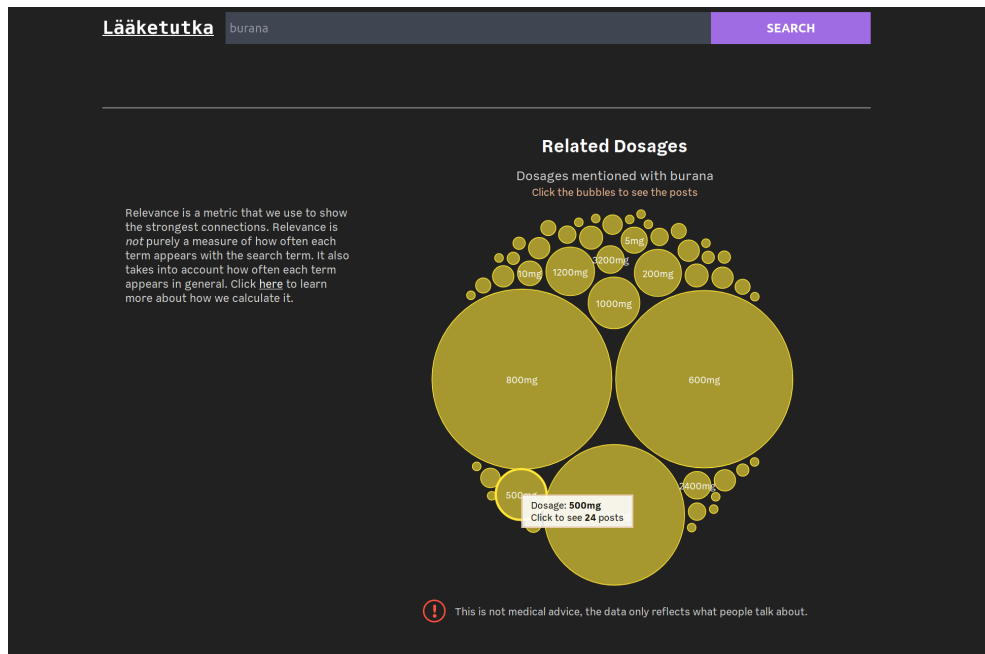 Lääketutka
burana
SEARCH
Related Dosages
Dosages mentioned with burana
Click the bubbles to see the posts
Relevance is a metric that we use to show
the strongest connections. Relevance is
not purely a measure of how often each
term appears with the search term. It also
takes into account how often each term
appears in general. Click here to learn
more about how we calculate it.
5mg
3200mg
10mg
1200mg
200mg
1000mg
800mg
600mg
2400mg
500mg
Dosage: 500mg
Click to see 24 posts
This is not medical advice, the data only reflects what people talk about.